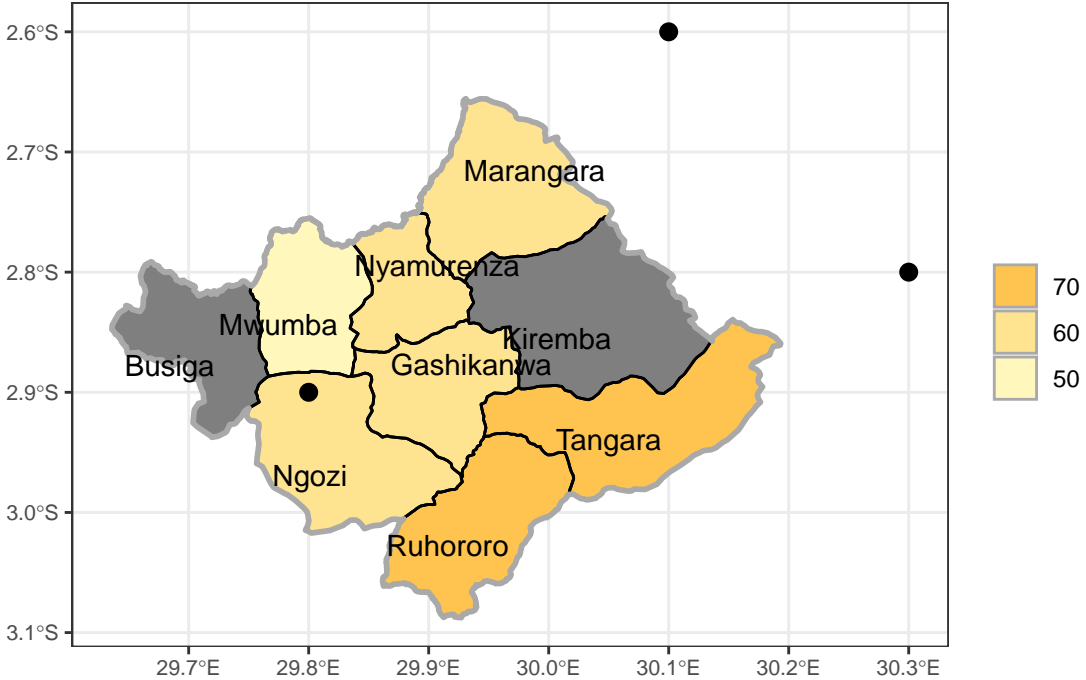 2.6°S
2.7°S
2.8°S
2.9°S
3.0°S
3.1°S
Marangara
Nyamurenza
Mwumba
Kiremba
Busiga
Gashikanwa
Tangara
Ngozi
Ruhororo
70
60
50
29.7°E
29.8°E
29.9°E
30.0°E
30.1°E
30.2°E
30.3°E